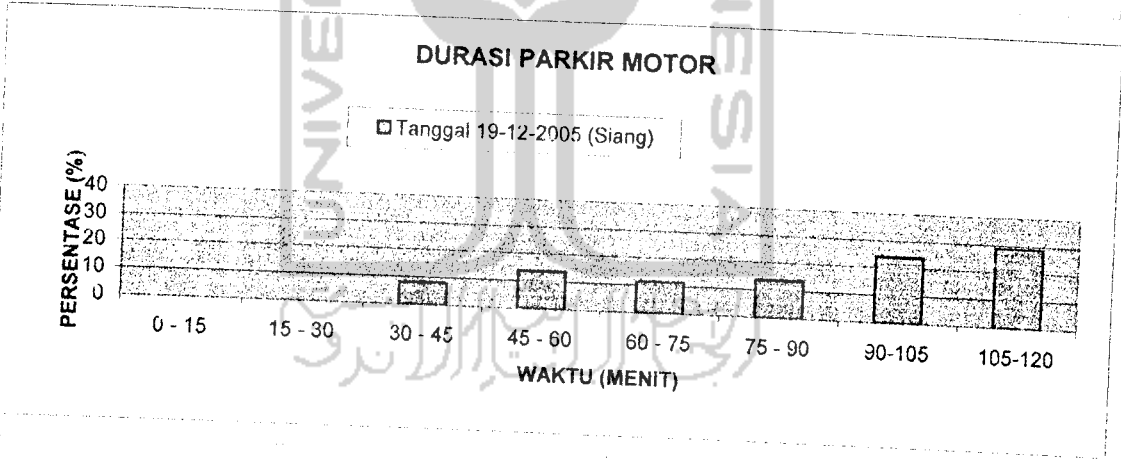 DURASI PARKIR MOTOR
Tanggal 19-12-2005 (Siang)
PERSENTASE (%)
40
30
20
10
0
0 - 15
15 - 30
30 - 45
45 - 60
60 - 75
75 - 90
90-105
105-120
WAKTU (MENIT)